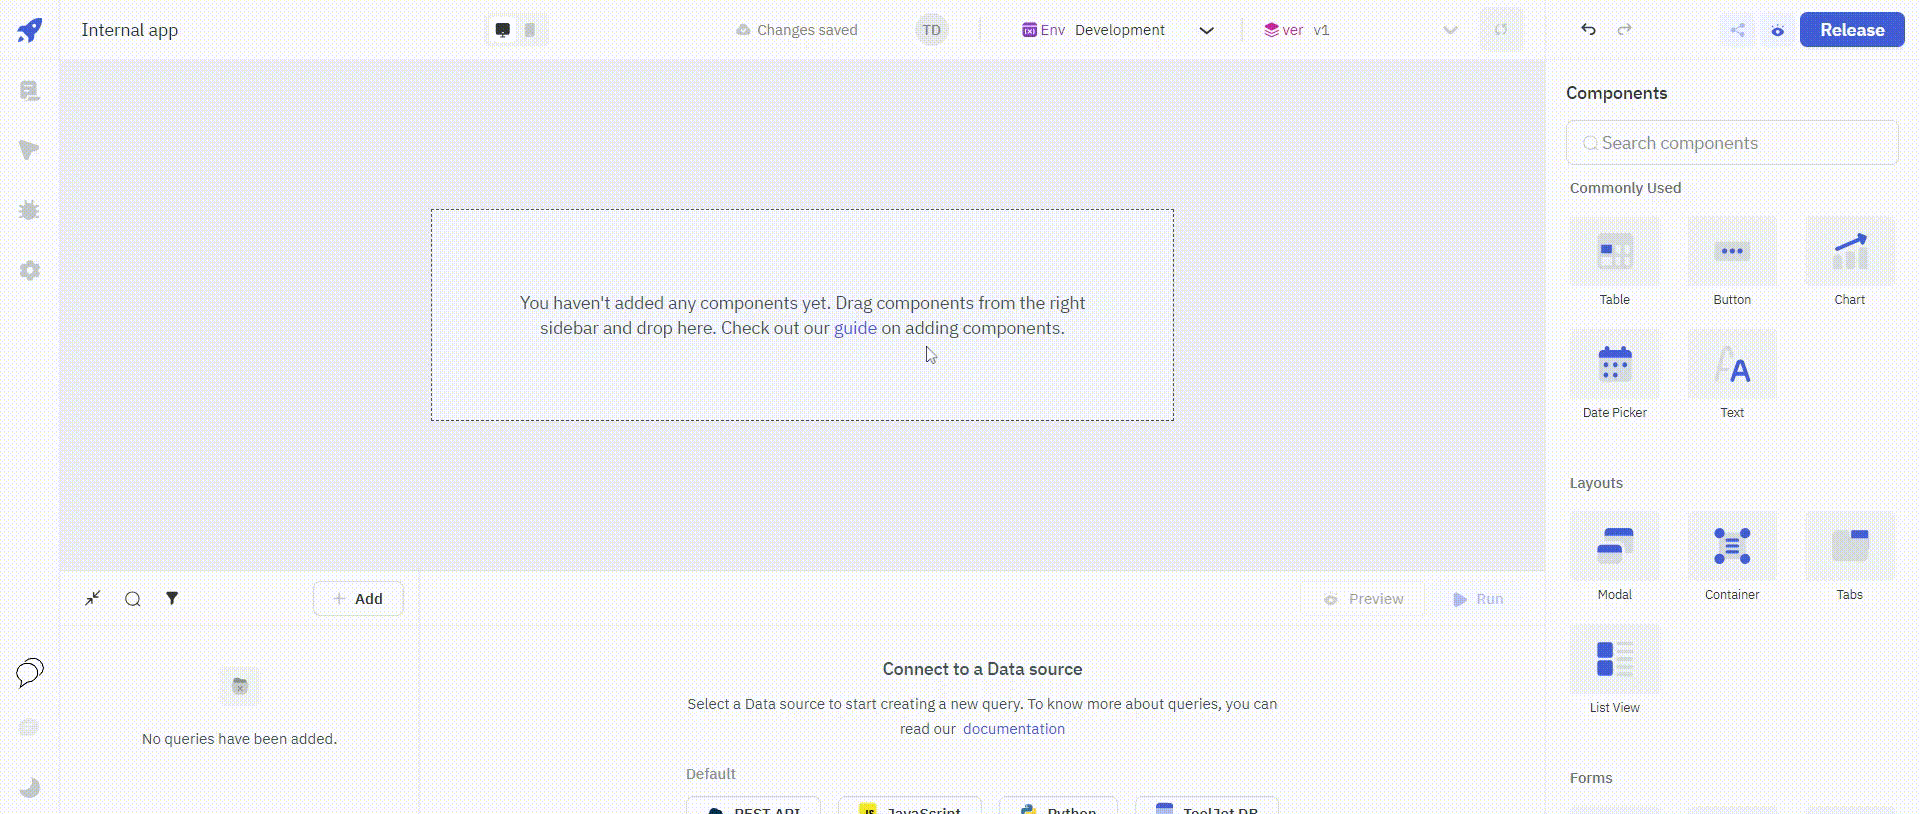 Internal app
Changes saved
TD
Env Development
ver v1
Release
Components
Search components
Commonly Used
Table
Button
Chart
Date Picker
Text
Layouts
Modal
Container
Tabs
List View
Forms
You haven't added any components yet. Drag components from the right
sidebar and drop here. Check out our guide on adding components.
Add
Preview
Run
No queries have been added.
Connect to a Data source
Select a Data source to start creating a new query. To know more about queries, you can
read our documentation
Default
REST API
JS JavaScript
Python
ToolJet DB